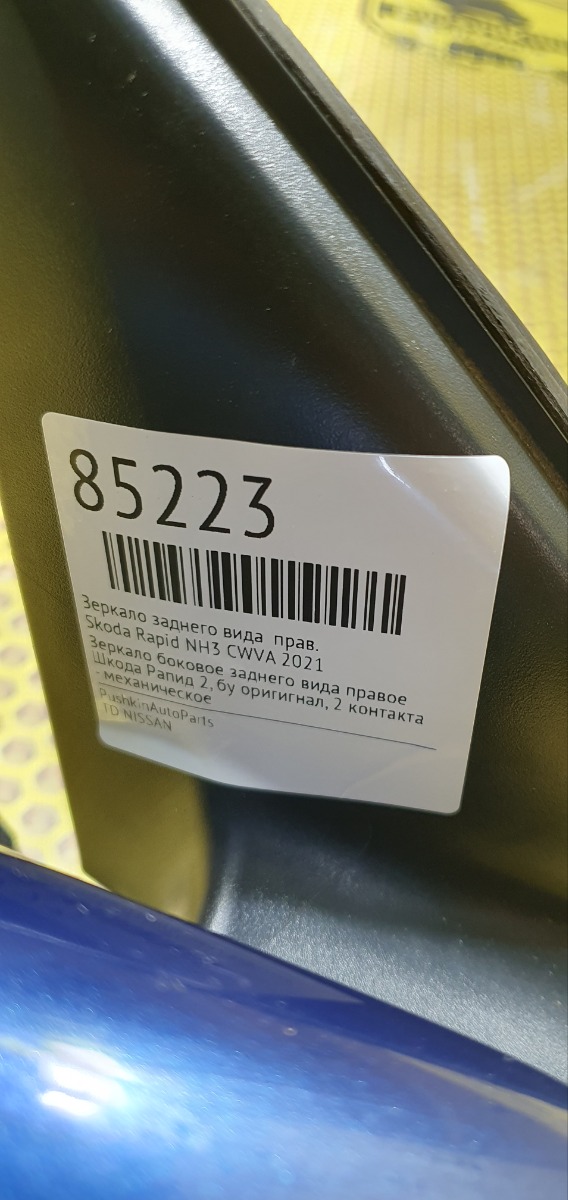 85223
Зеркало заднего вида прав.
Skoda Rapid NH3 CWVA 2021
Зеркало боковое заднего вида правое
Шкода Рапид 2, бу оригигнал, 2 контакта
- механическое
PushkinAutoParts
TD NISSAN